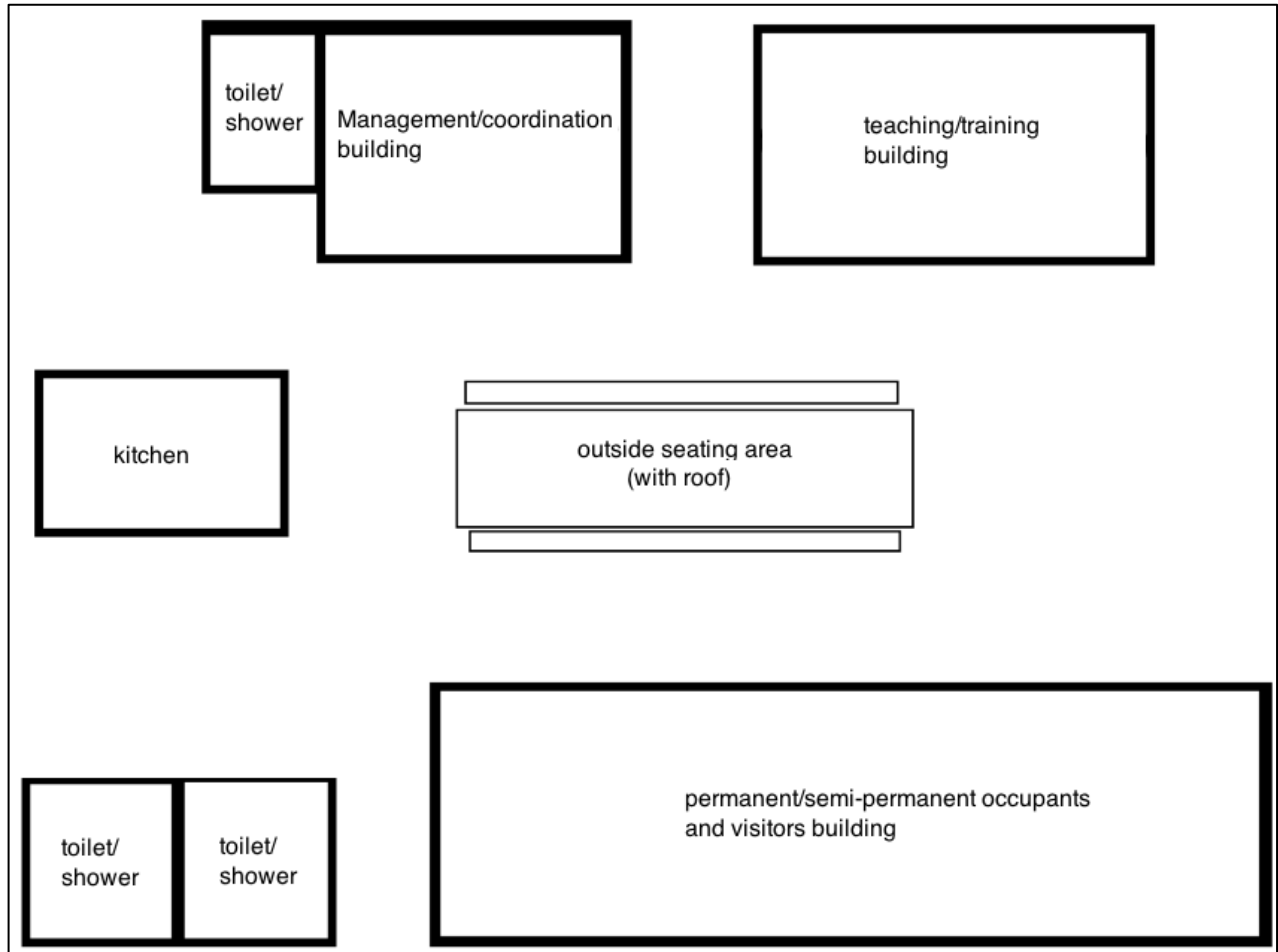 toilet/
shower
Management/coordination
building
teaching/training
building
kitchen
outside seating area
(with roof)
permanent/semi-permanent occupants
and visitors building
toilet/
shower
toilet/
shower